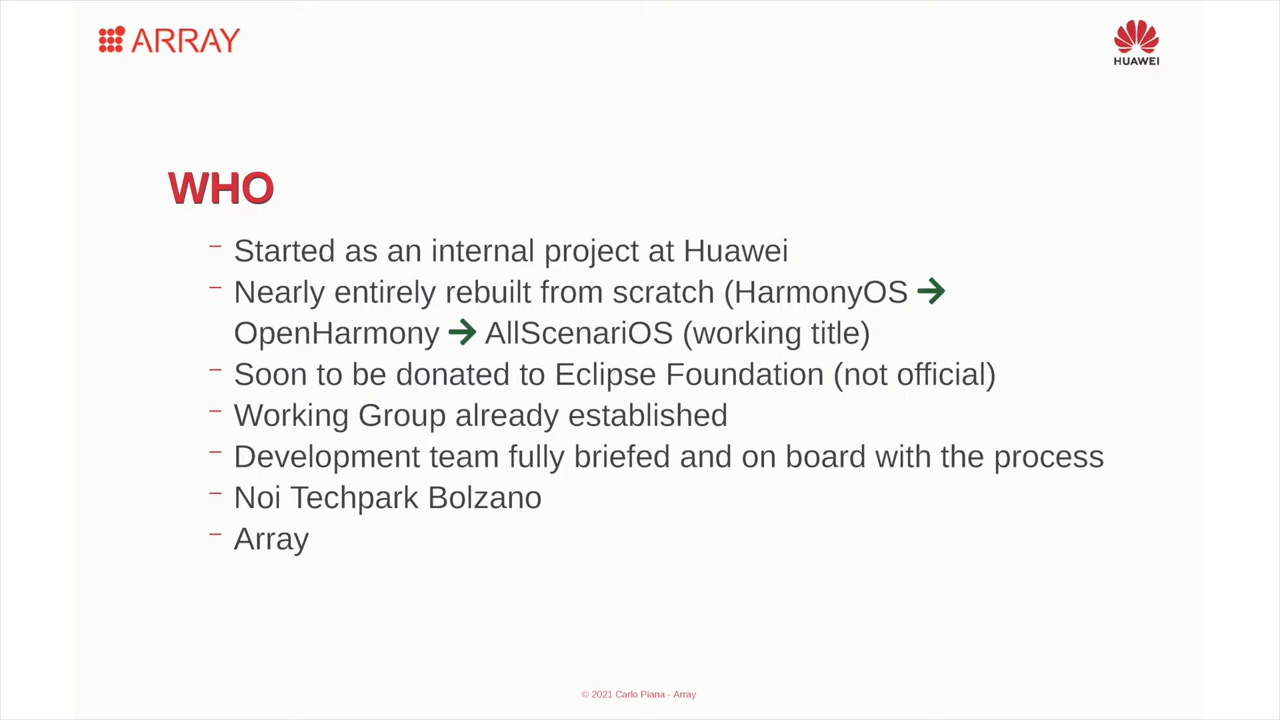 ARRAY
HUAWEI
WHO
– Started as an internal project at Huawei
– Nearly entirely rebuilt from scratch (HarmonyOS ➔
OpenHarmony ➔ AllScenariOS (working title)
– Soon to be donated to Eclipse Foundation (not official)
– Working Group already established
– Development team fully briefed and on board with the process
– Noi Techpark Bolzano
– Array
© 2021 Carlo Piana - Array